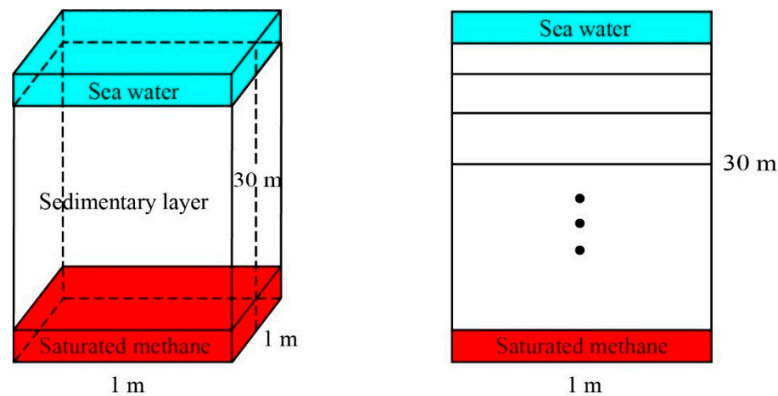 Sea water
30 m
Sedimentary layer
Saturated methane
1 m
1 m
Sea water
30 m
Saturated methane
1 m